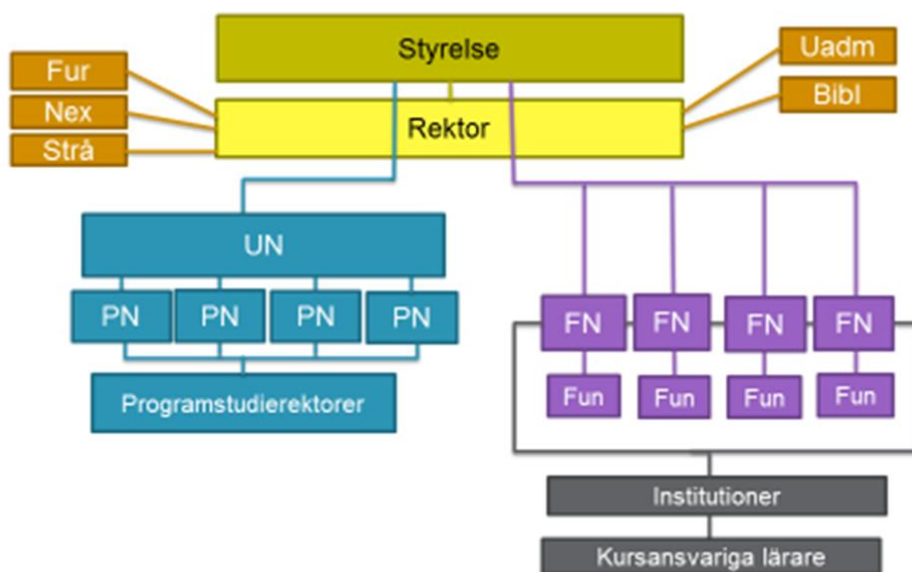 Styrelse
Rektor
Fur
Nex
Strå
Uadm
Bibl
UN
PN PN PN PN
Programstudierektorer
FN FN FN FN
Fun Fun Fun Fun
Institutioner
Kursansvariga lärare